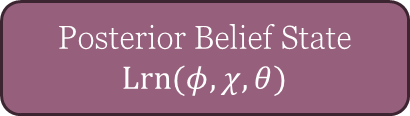 Posterior Belief State
Lrn(𝜙, 𝜒, 𝜃)